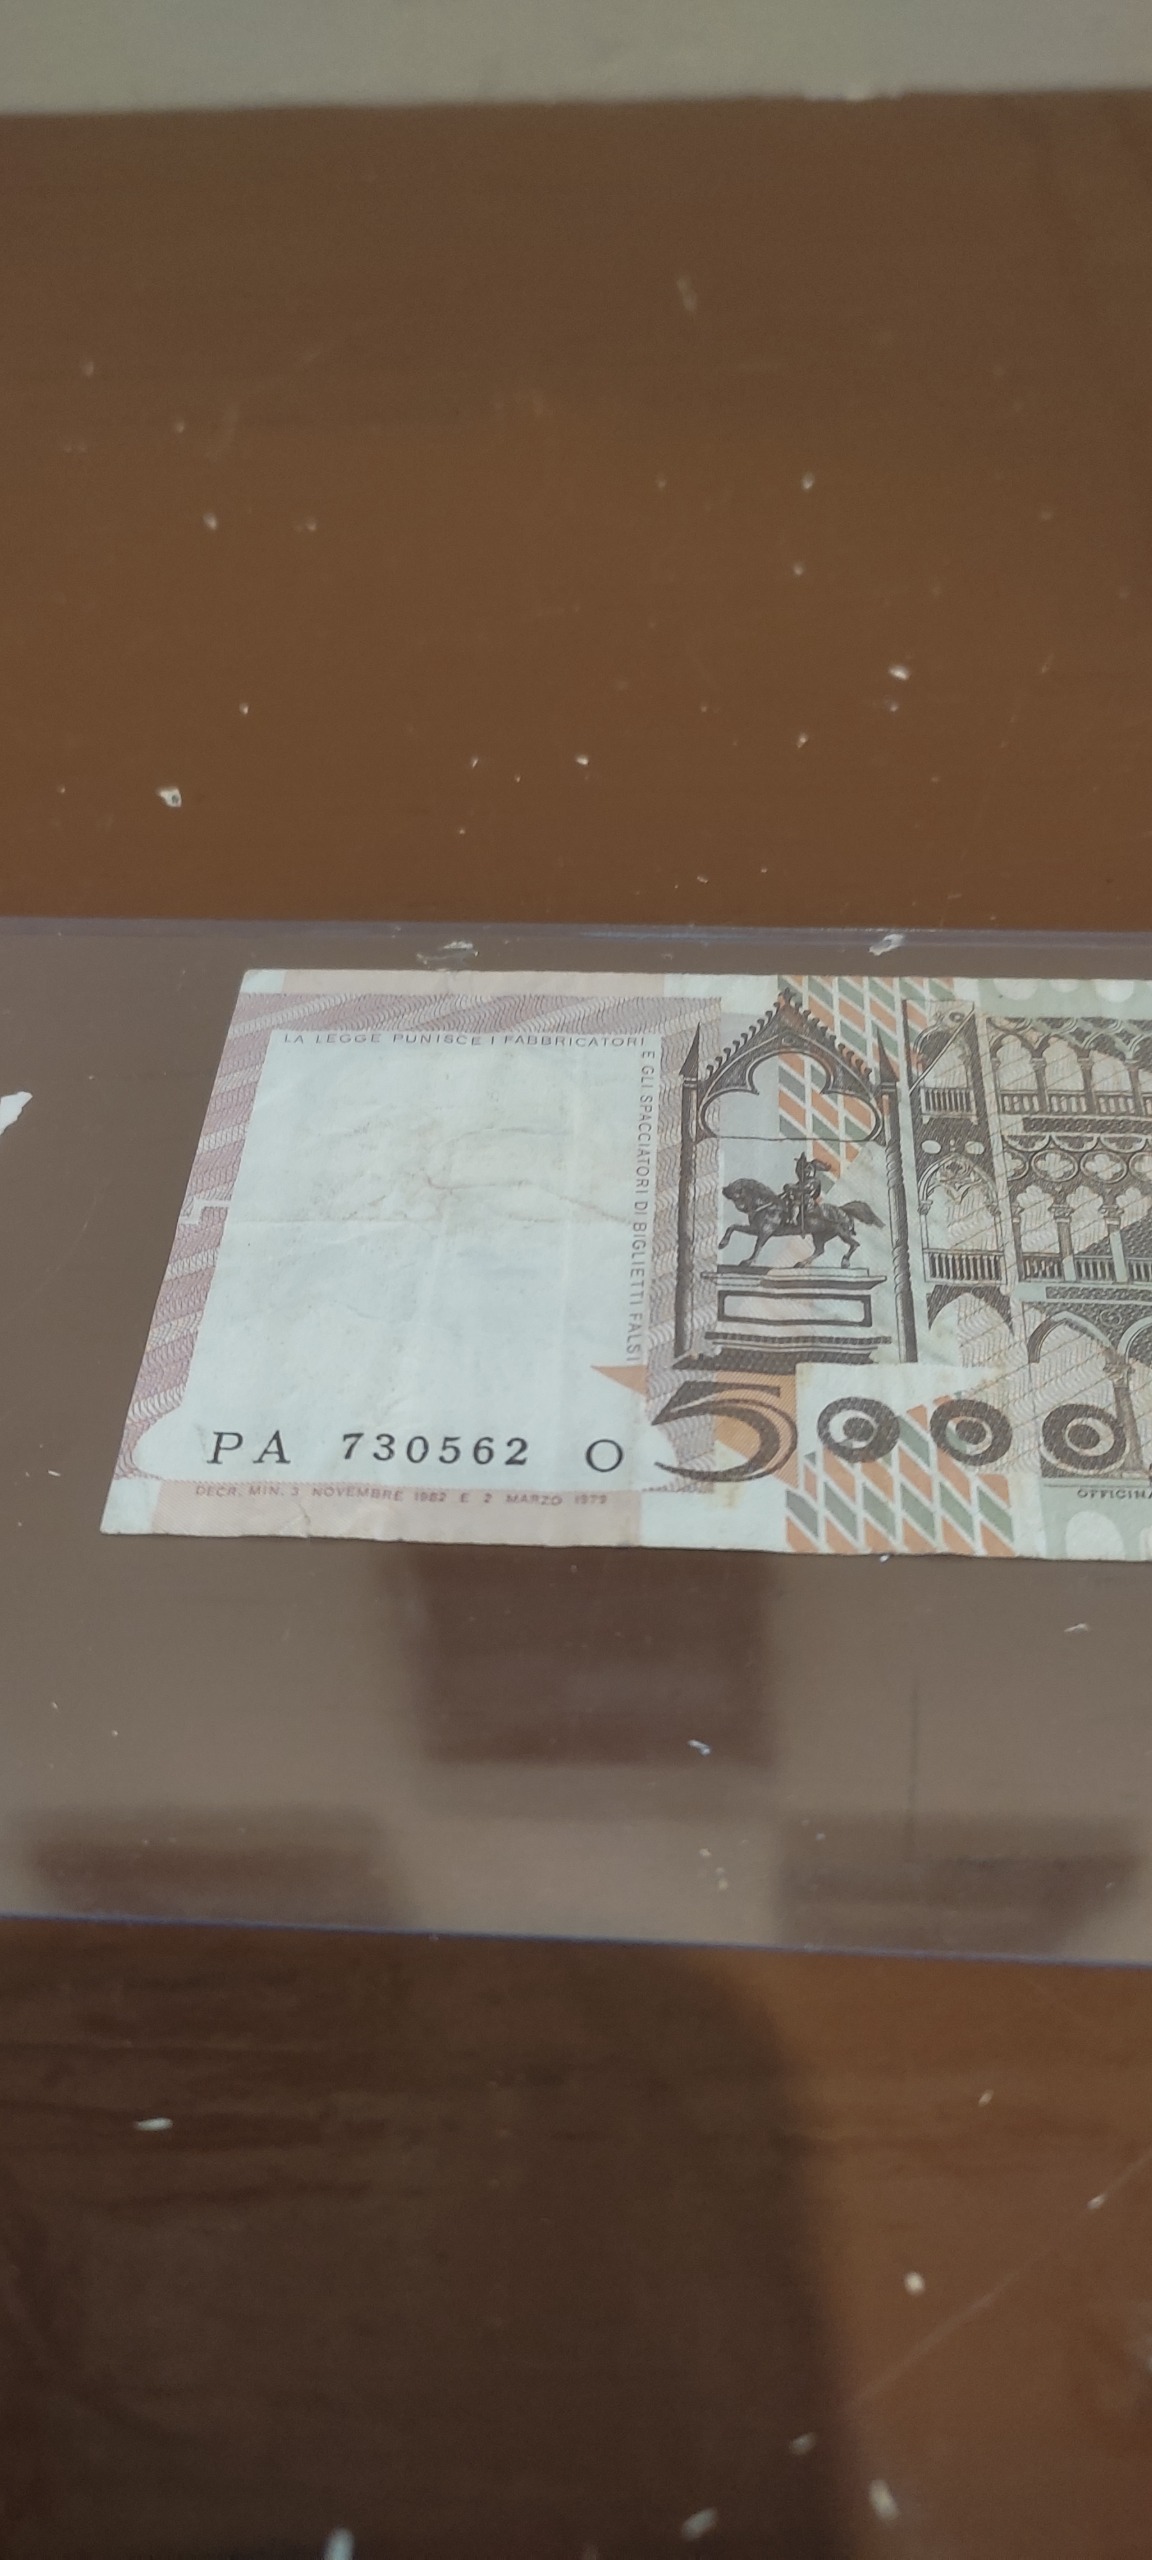 LA LEGGE PUNISCE I FABBRICATORI
E GLI SPACCIATORI DI BIGLIETTI FALSI
PA 730562 O
5000
DECR. MIN. 3 NOVEMBRE 1982 E 2 MARZO 1979
OFFICINA